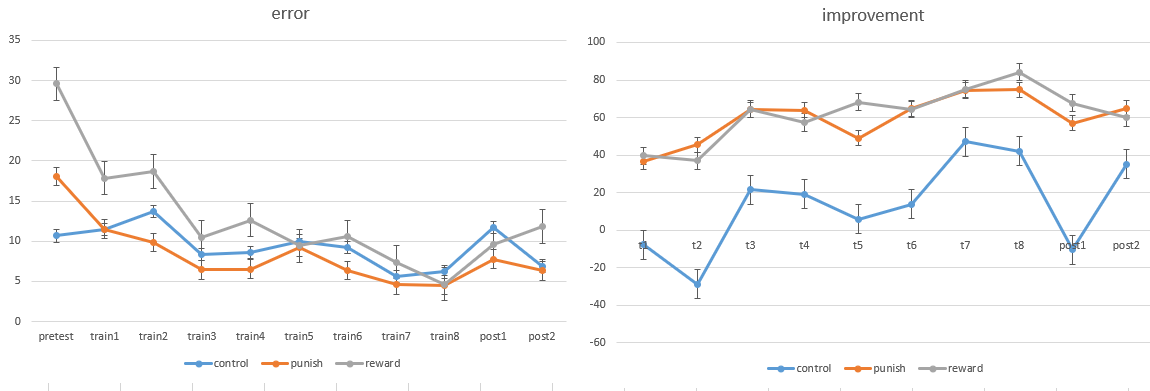 error
35
30
25
20
15
10
5
0
pretest train1 train2 train3 train4 train5 train6 train7 train8 post1 post2
control punish reward
improvement
100
80
60
40
20
0
-20
-40
-60
t1 t2 t3 t4 t5 t6 t7 t8 post1 post2
control punish reward